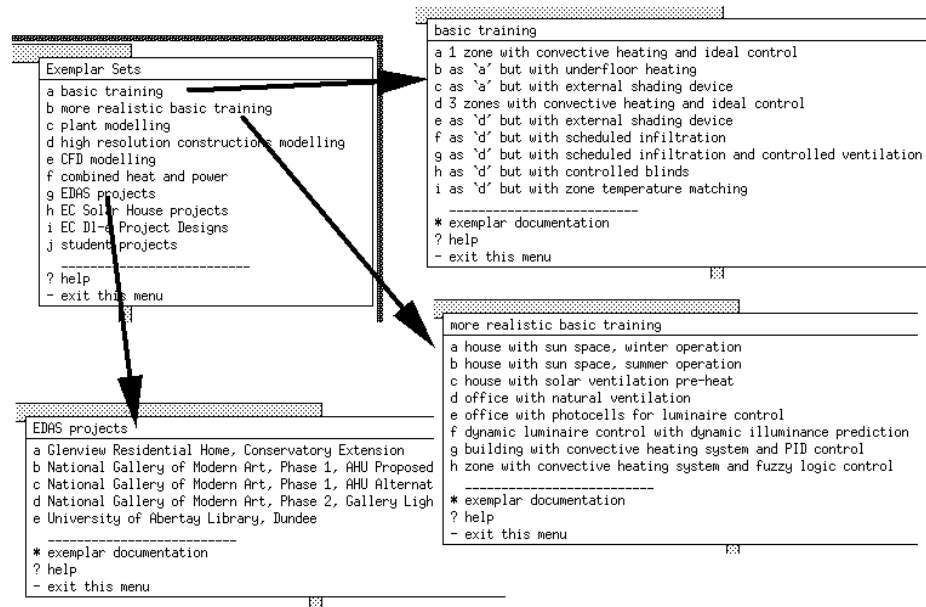 Exemplar Sets
a basic training
b more realistic basic training
c plant modelling
d high resolution constructions modelling
e CFD modelling
f combined heat and power
g EDAS projects
h EC Solar House projects
i EC D1-e Project Designs
j student projects
? help
- exit this menu
basic training
a 1 zone with convective heating and ideal control
b as `a' but with underfloor heating
c as `a' but with external shading device
d 3 zones with convective heating and ideal control
e as `d' but with external shading device
f as `d' but with scheduled infiltration
g as `d' but with scheduled infiltration and controlled ventilation
h as `d' but with controlled blinds
i as `d' but with zone temperature matching
* exemplar documentation
? help
- exit this menu
more realistic basic training
a house with sun space, winter operation
b house with sun space, summer operation
c house with solar ventilation pre-heat
d office with natural ventilation
e office with photocells for luminaire control
f dynamic luminaire control with dynamic illuminance prediction
g building with convective heating system and PID control
h zone with convective heating system and fuzzy logic control
* exemplar documentation
? help
- exit this menu
EDAS projects
a Glenview Residential Home, Conservatory Extension
b National Gallery of Modern Art, Phase 1, AHU Proposed
c National Gallery of Modern Art, Phase 1, AHU Alternat
d National Gallery of Modern Art, Phase 2, Gallery Ligh
e University of Abertay Library, Dundee
* exemplar documentation
? help
- exit this menu